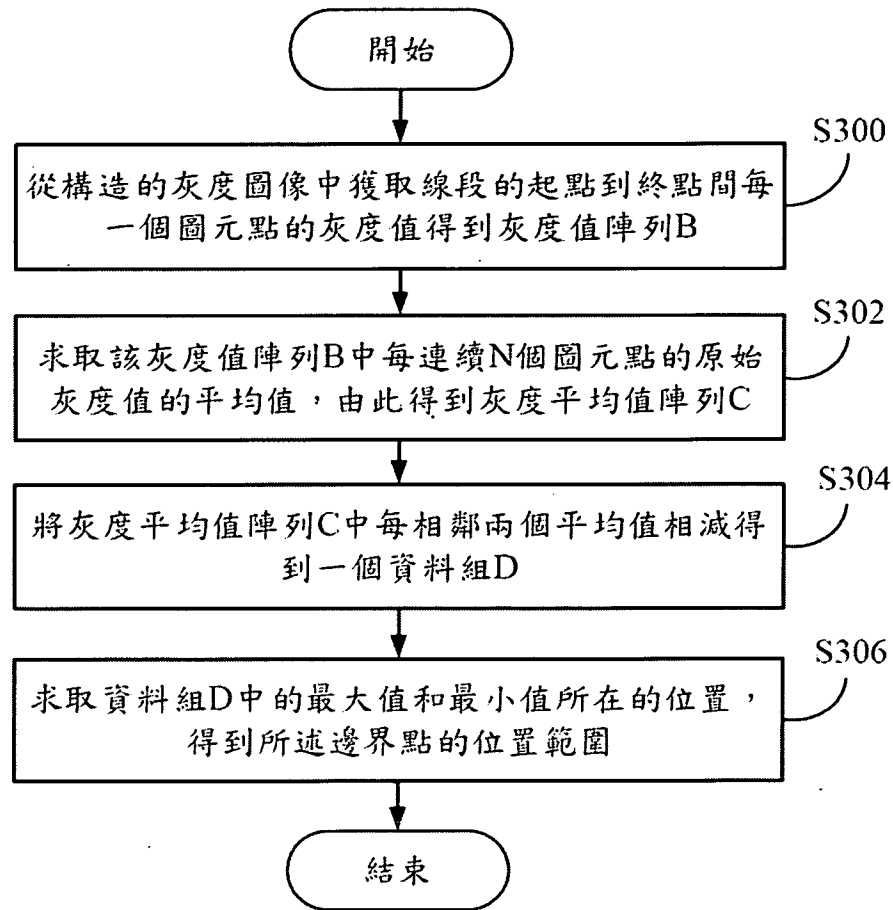 開始
S300
從構造的灰度圖像中獲取線段的起點到終點間每
一個圖元點的灰度值得到灰度值陣列B
S302
求取該灰度值陣列B中每連續N個圖元點的原始
灰度值的平均值，由此得到灰度平均值陣列C
S304
將灰度平均值陣列C中每相鄰兩個平均值相減得
到一個資料組D
S306
求取資料組D中的最大值和最小值所在的位置，
得到所述邊界點的位置範圍
結束